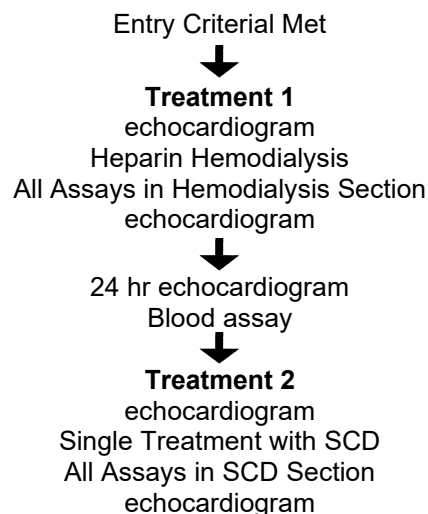 Entry Criterial Met
Treatment 1
echocardiogram
Heparin Hemodialysis
All Assays in Hemodialysis Section
echocardiogram
24 hr echocardiogram
Blood assay
Treatment 2
echocardiogram
Single Treatment with SCD
All Assays in SCD Section
echocardiogram